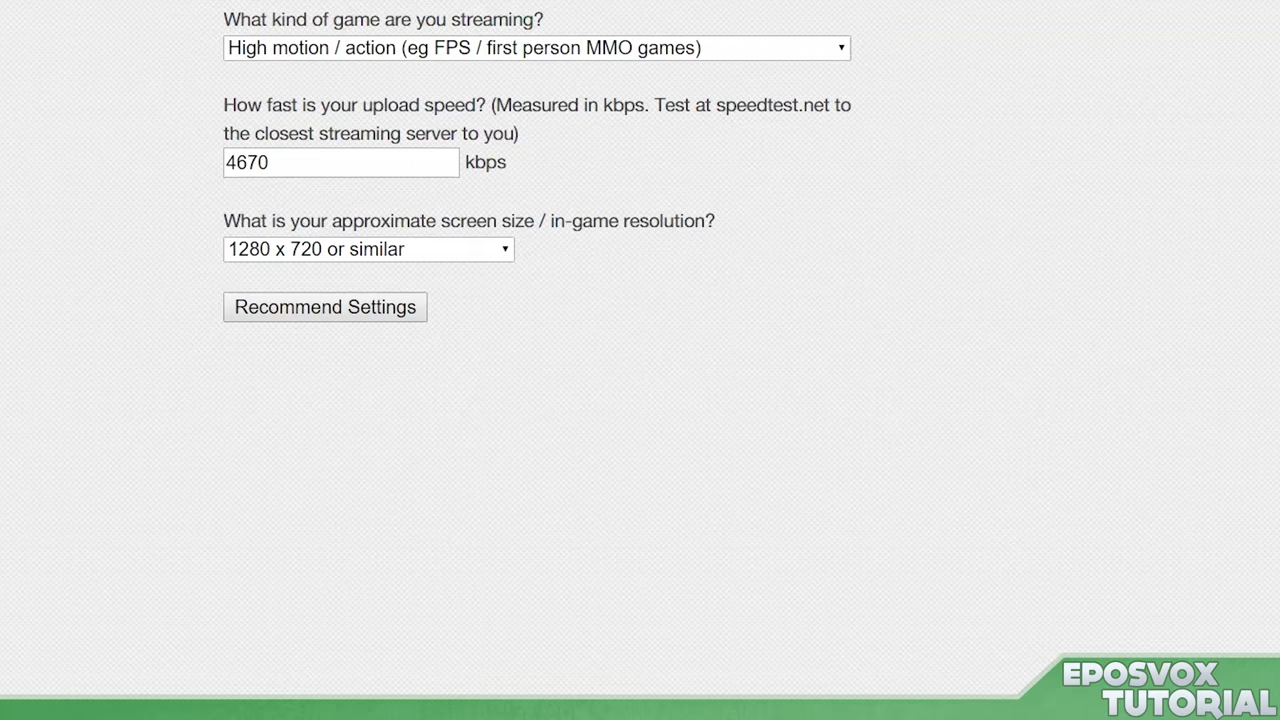 What kind of game are you streaming?
High motion / action (eg FPS / first person MMO games)
How fast is your upload speed? (Measured in kbps. Test at speedtest.net to
the closest streaming server to you)
4670 kbps
What is your approximate screen size / in-game resolution?
1280 x 720 or similar
Recommend Settings
EPOSVOX
TUTORIAL